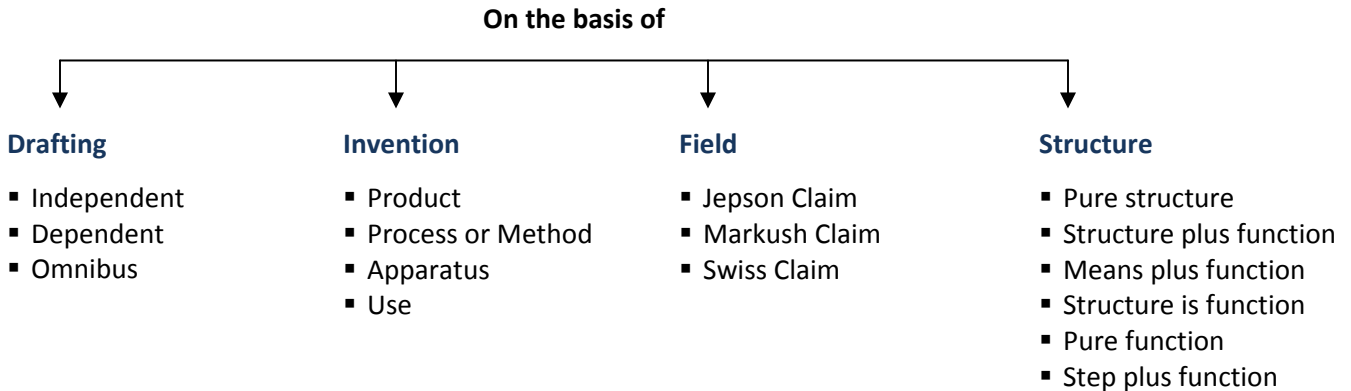 On the basis of
Drafting
▪ Independent
▪ Dependent
▪ Omnibus
Invention
▪ Product
▪ Process or Method
▪ Apparatus
▪ Use
Field
▪ Jepson Claim
▪ Markush Claim
▪ Swiss Claim
Structure
▪ Pure structure
▪ Structure plus function
▪ Means plus function
▪ Structure is function
▪ Pure function
▪ Step plus function